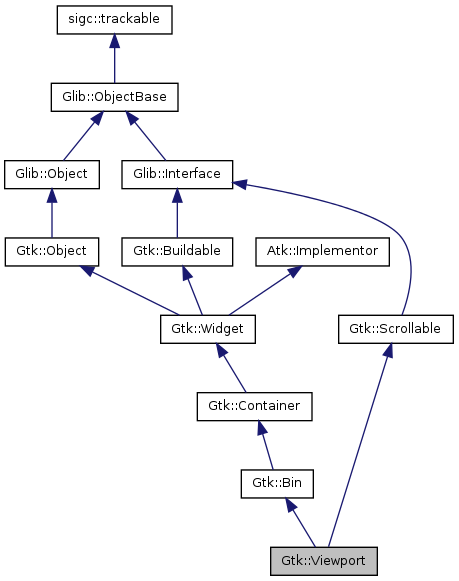 sigc::trackable
Glib::ObjectBase
Glib::Object
Glib::Interface
Gtk::Object
Gtk::Buildable
Atk::Implementor
Gtk::Widget
Gtk::Scrollable
Gtk::Container
Gtk::Bin
Gtk::Viewport